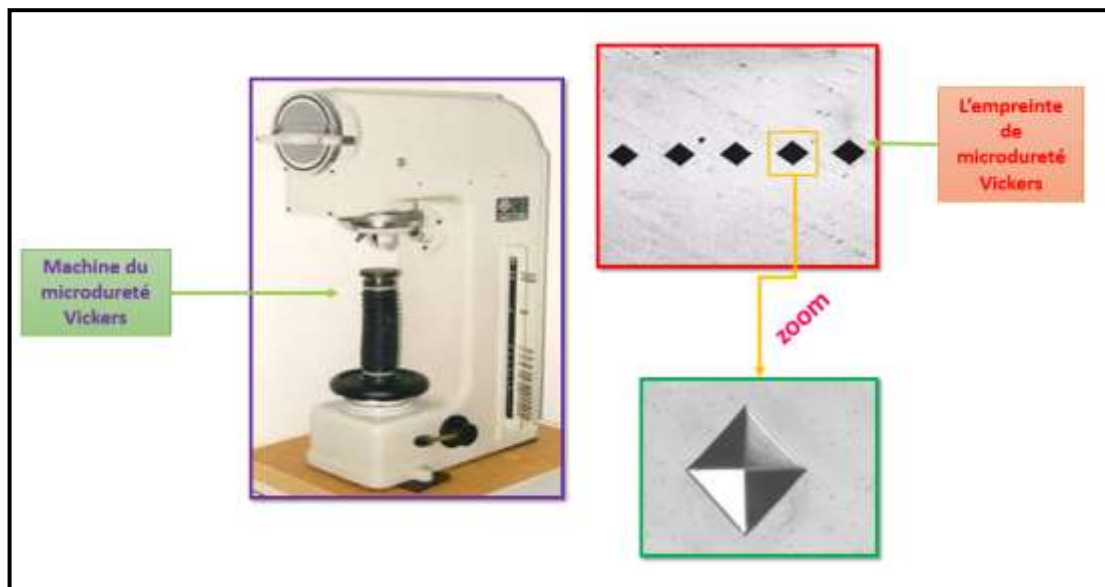 Machine du
microdureté
Vickers
L'empreinte
de
microdureté
Vickers
zoom